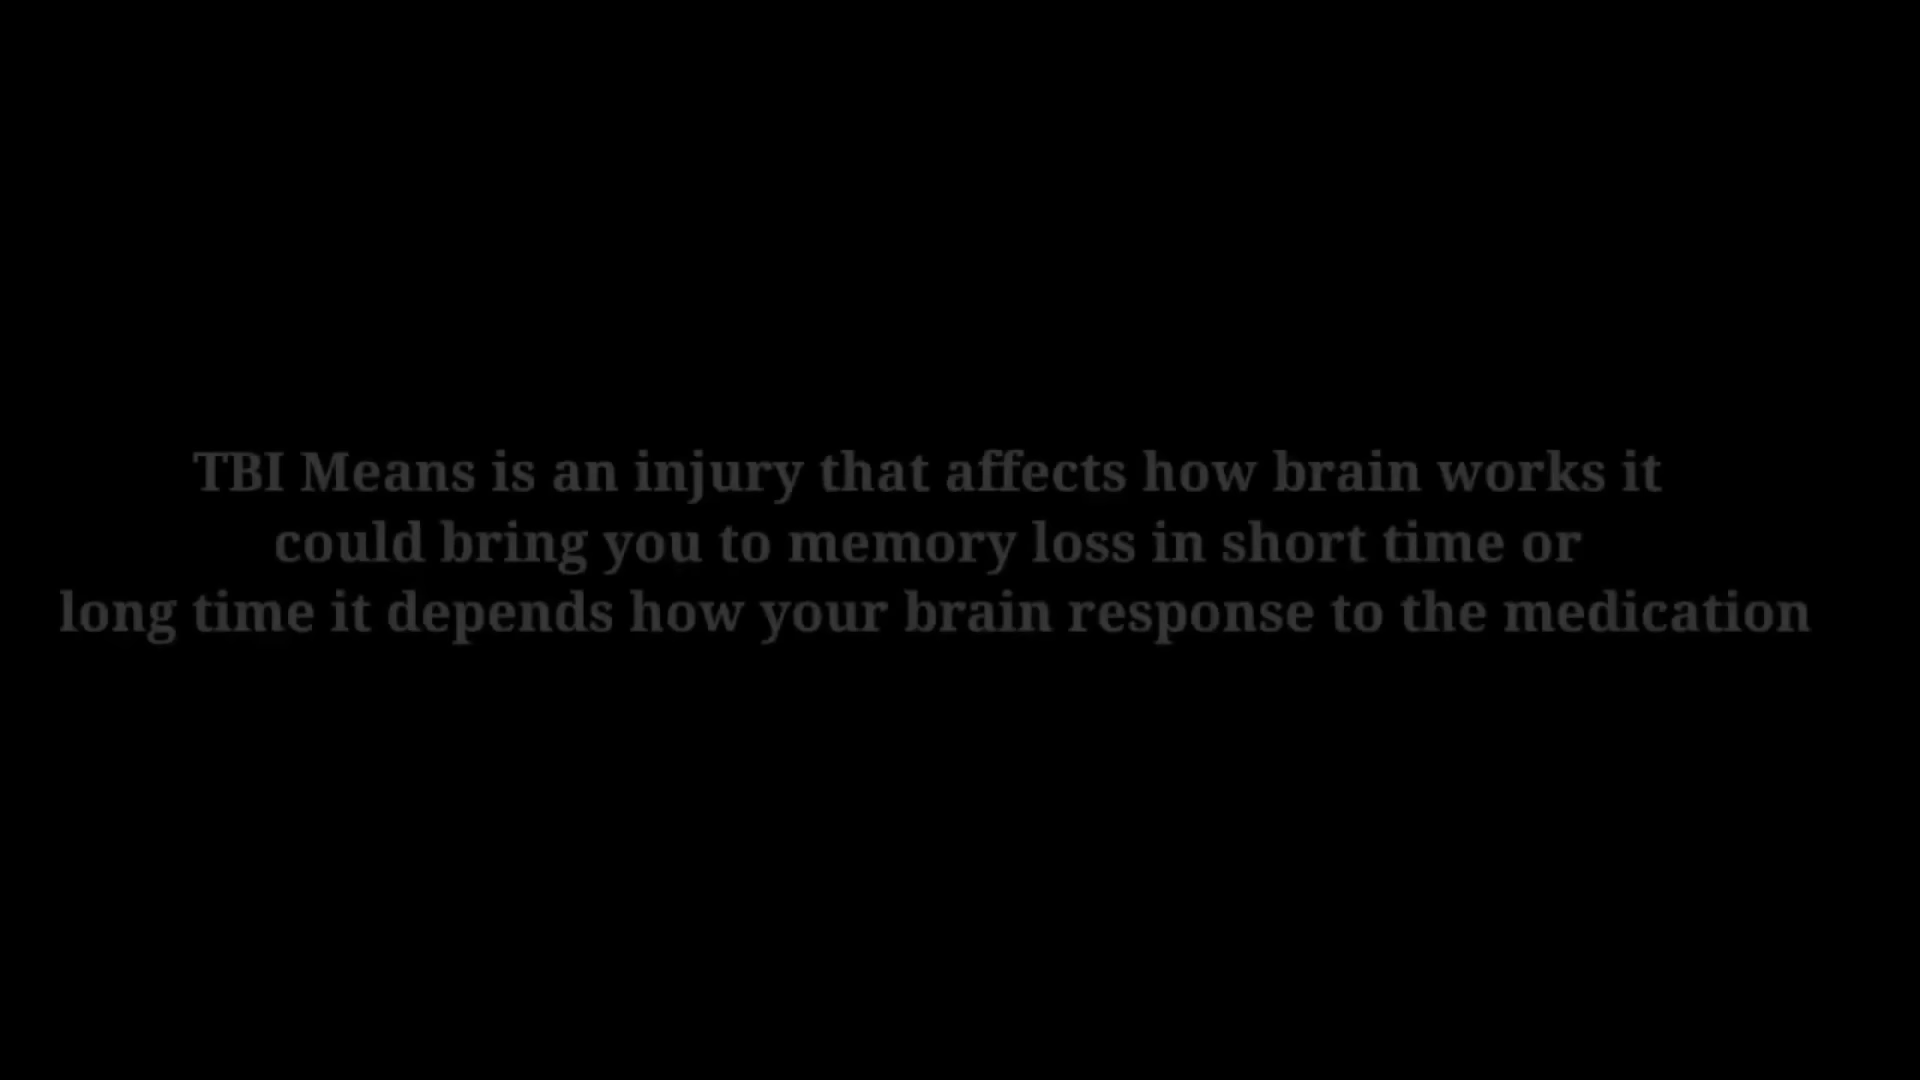 TBI Means is an injury that affects how brain works it
could bring you to memory loss in short time or
long time it depends how your brain response to the medication